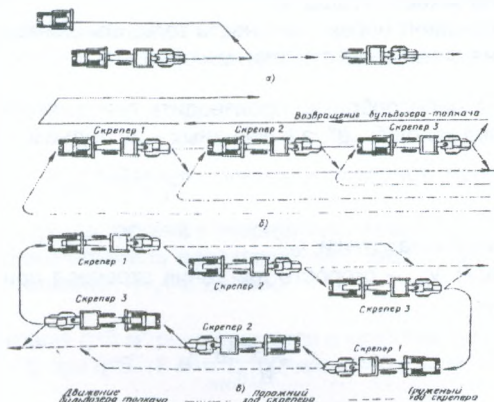 а)
Возвращение бульдозера-толкача
Скрепер 1 Скрепер 2 Скрепер 3
б)
Скрепер 1
Скрепер 2
Скрепер 3
Скрепер 3
Скрепер 2
Скрепер 1
в)
Движение бульдозера толкача
Порожний ход скрепера
Груженый ход скрепера